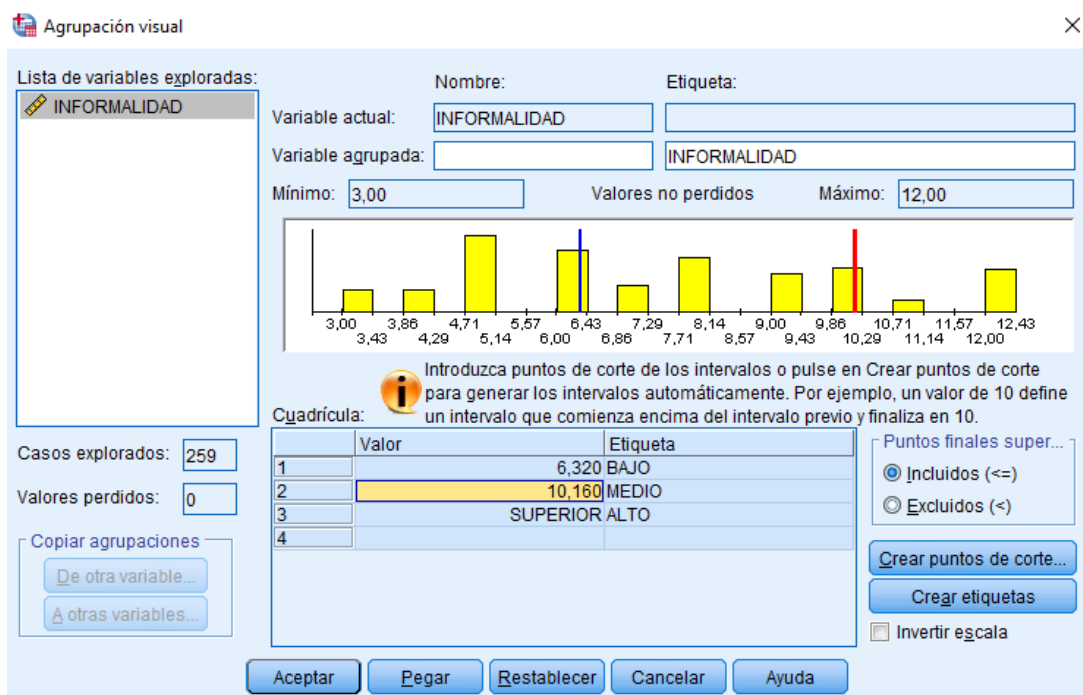 Agrupación visual
Lista de variables exploradas:
INFORMALIDAD
Nombre:
Etiqueta:
Variable actual:
INFORMALIDAD
Variable agrupada:
INFORMALIDAD
Mínimo:
3,00
Valores no perdidos
Máximo:
12,00
3,00 3,86 4,71 5,57 6,43 7,29 8,14 9,00 9,86 10,71 11,57 12,43
3,43 4,29 5,14 6,00 6,86 7,71 8,57 9,43 10,29 11,14 12,00
Introduzca puntos de corte de los intervalos o pulse en Crear puntos de corte
para generar los intervalos automáticamente. Por ejemplo, un valor de 10 define
un intervalo que comienza encima del intervalo previo y finaliza en 10.
Cuadrícula:
Valor Etiqueta
1 6,320 BAJO
2 10,160 MEDIO
3 SUPERIOR ALTO
4
Puntos finales super...
Incluidos (<=)
Excluidos (<)
Casos explorados: 259
Valores perdidos: 0
Copiar agrupaciones
De otra variable...
A otras variables...
Crear puntos de corte...
Crear etiquetas
Invertir escala
Aceptar Pegar Restablecer Cancelar Ayuda